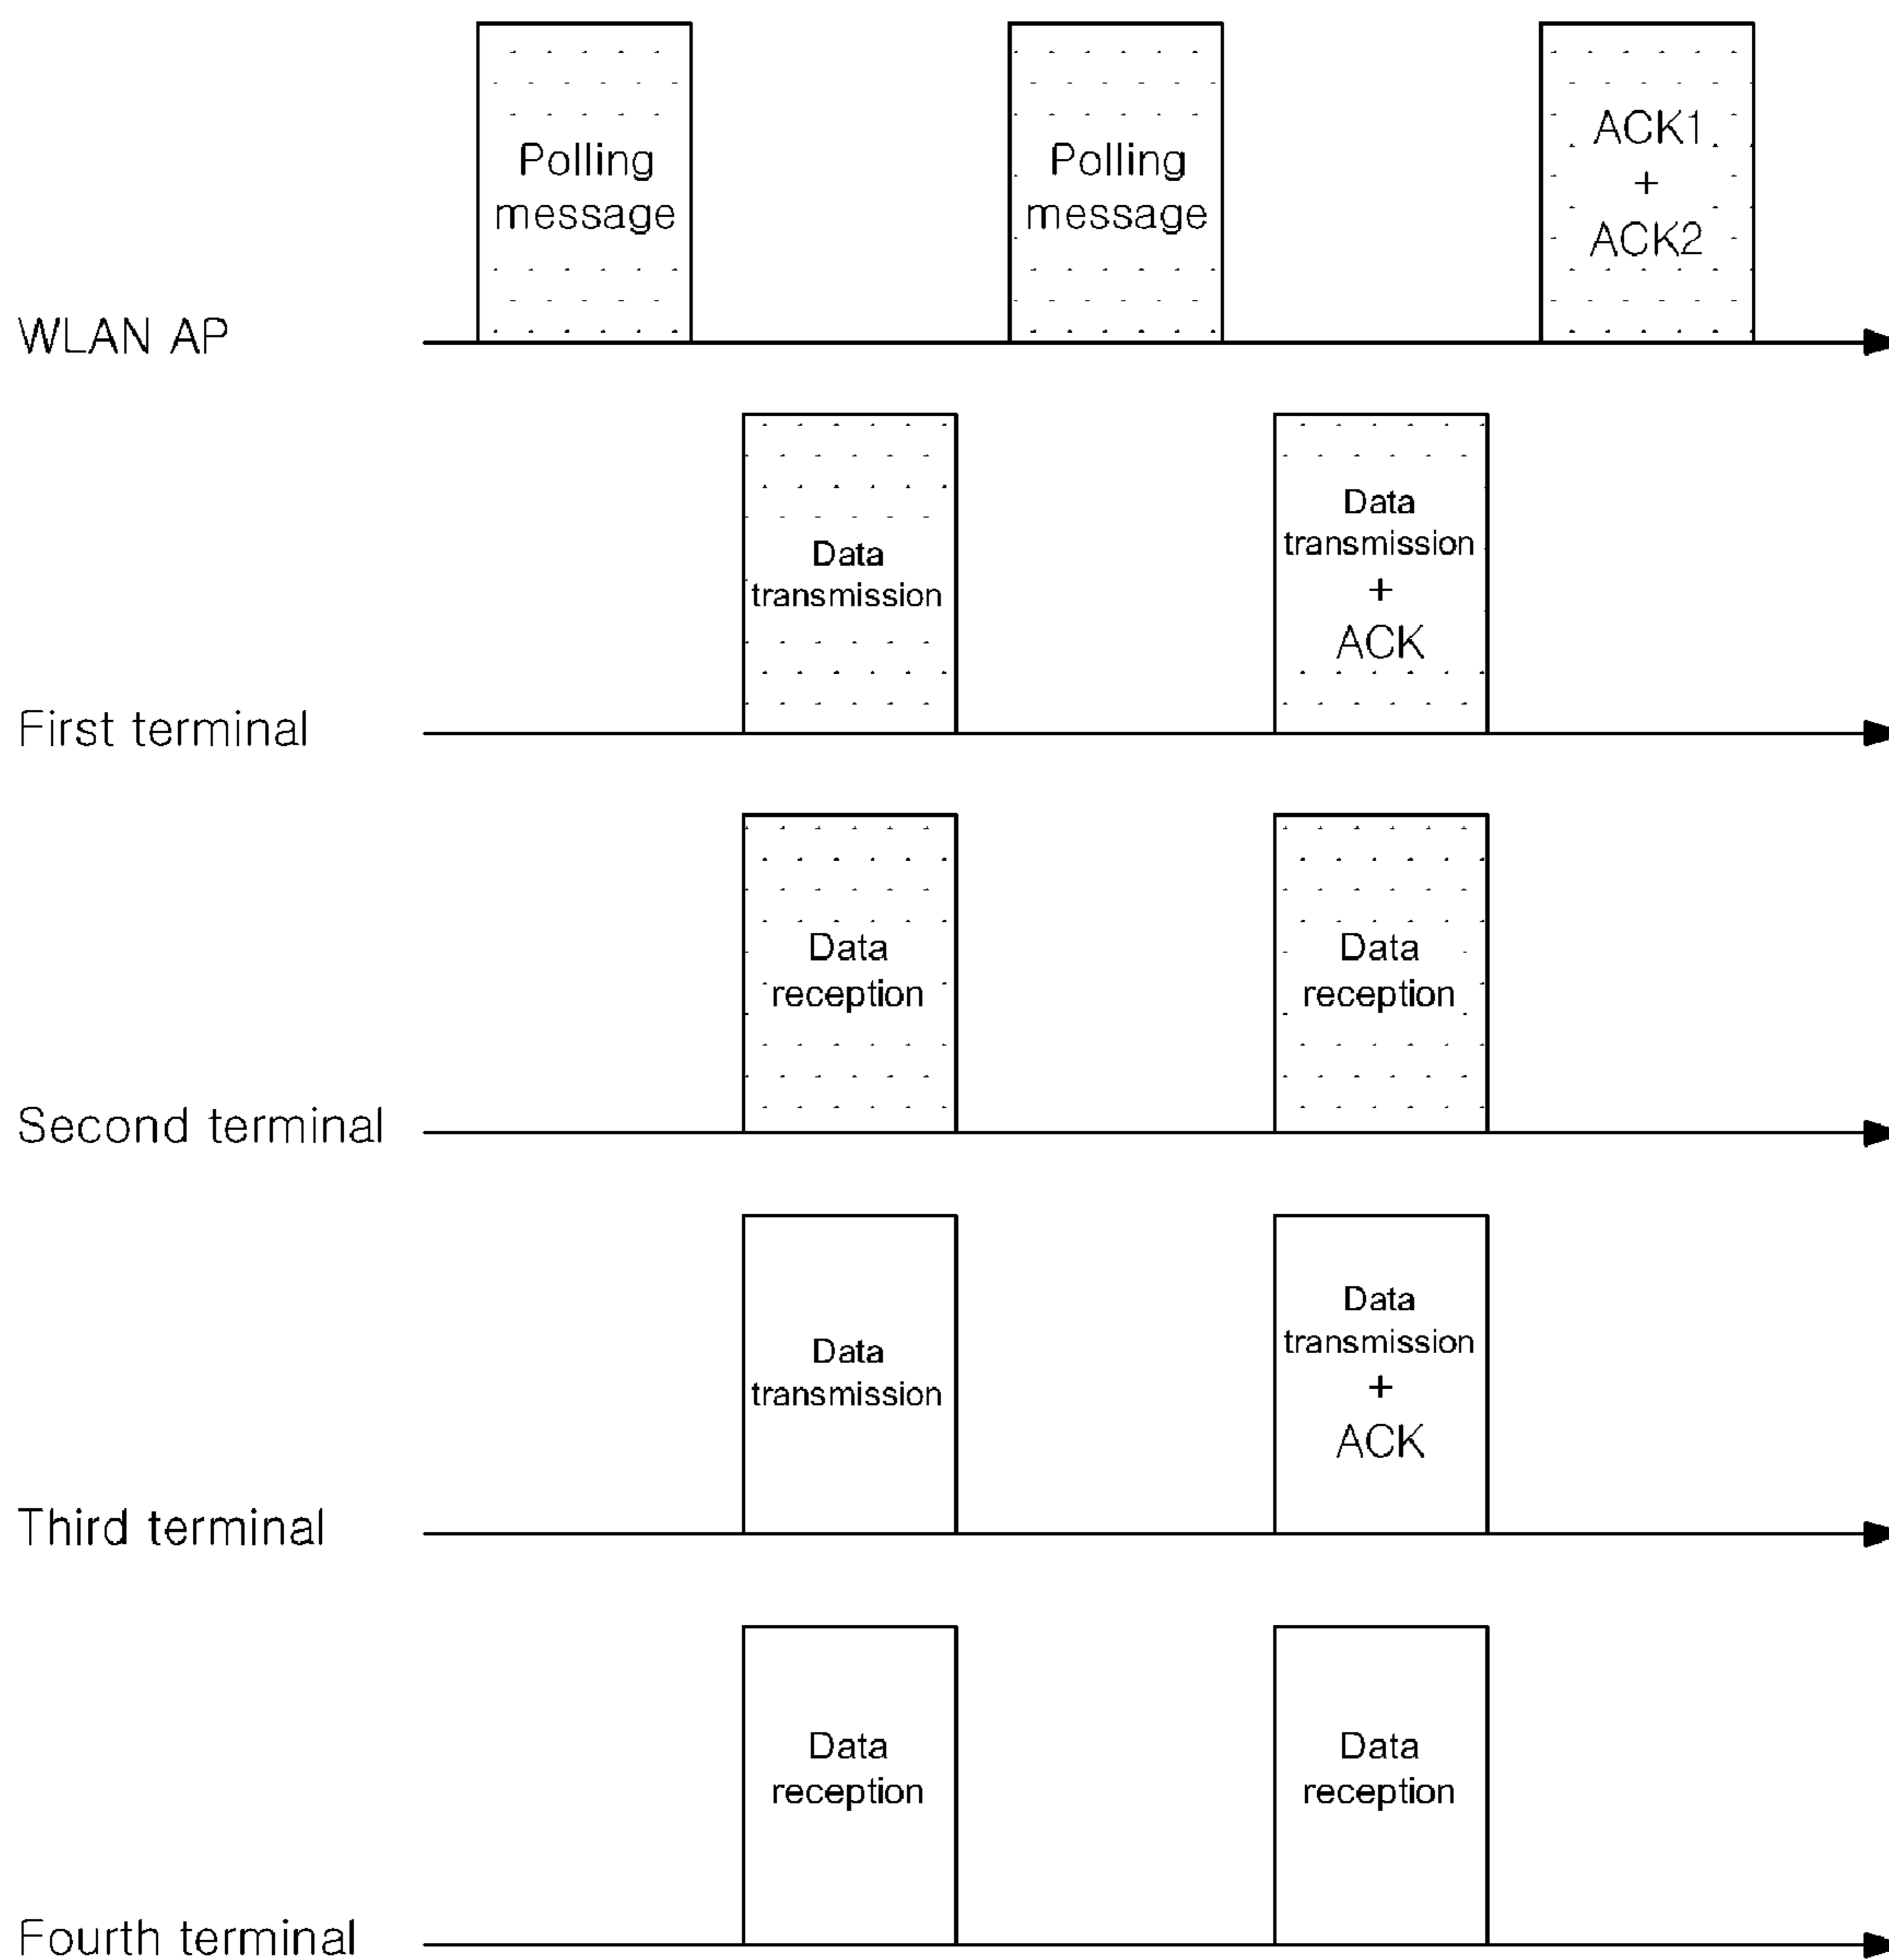 Polling
message
Polling
message
ACK1
+
ACK2
WLAN AP
Data
transmission
Data
transmission
+
ACK
First terminal
Data
reception
Data
reception
Second terminal
Data
transmission
Data
transmission
+
ACK
Third terminal
Data
reception
Data
reception
Fourth terminal